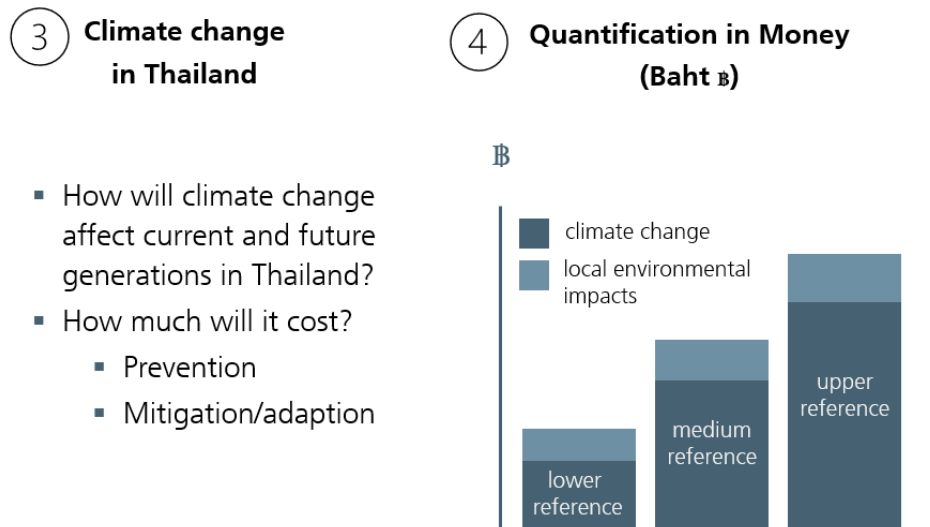 3
Climate change
in Thailand
▪ How will climate change
affect current and future
generations in Thailand?
▪ How much will it cost?
▪ Prevention
▪ Mitigation/adaption
4
Quantification in Money
(Baht ฿)
฿
climate change
local environmental
impacts
lower
reference
medium
reference
upper
reference